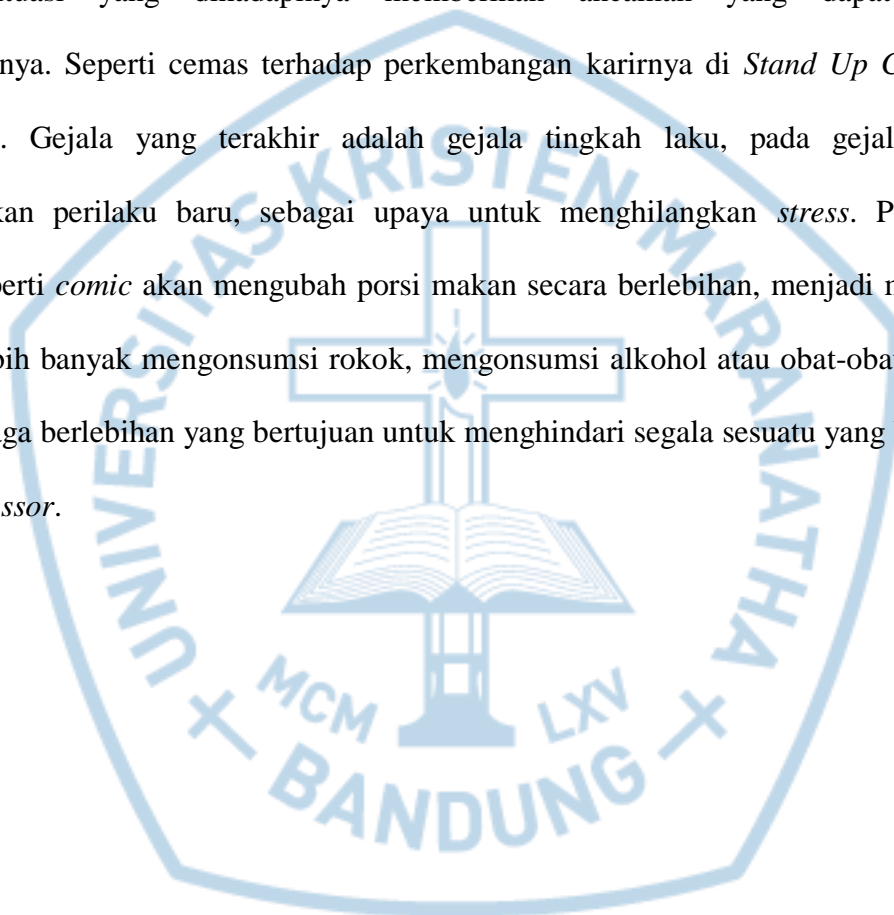 tuasi yang dihadapinya memberikan ancaman yang dapat
nya. Seperti cemas terhadap perkembangan karirnya di Stand Up C
. Gejala yang terakhir adalah gejala tingkah laku, pada gejal
kan perilaku baru, sebagai upaya untuk menghilangkan stress. P
perti comic akan mengubah porsi makan secara berlebihan, menjadi
bih banyak mengonsumsi rokok, mengonsumsi alkohol atau obat-oba
aga berlebihan yang bertujuan untuk menghindari segala sesuatu yang
ssor.
UNIVERSITAS KRISTEN MARANATHA
MCM LXV
BANDUNG